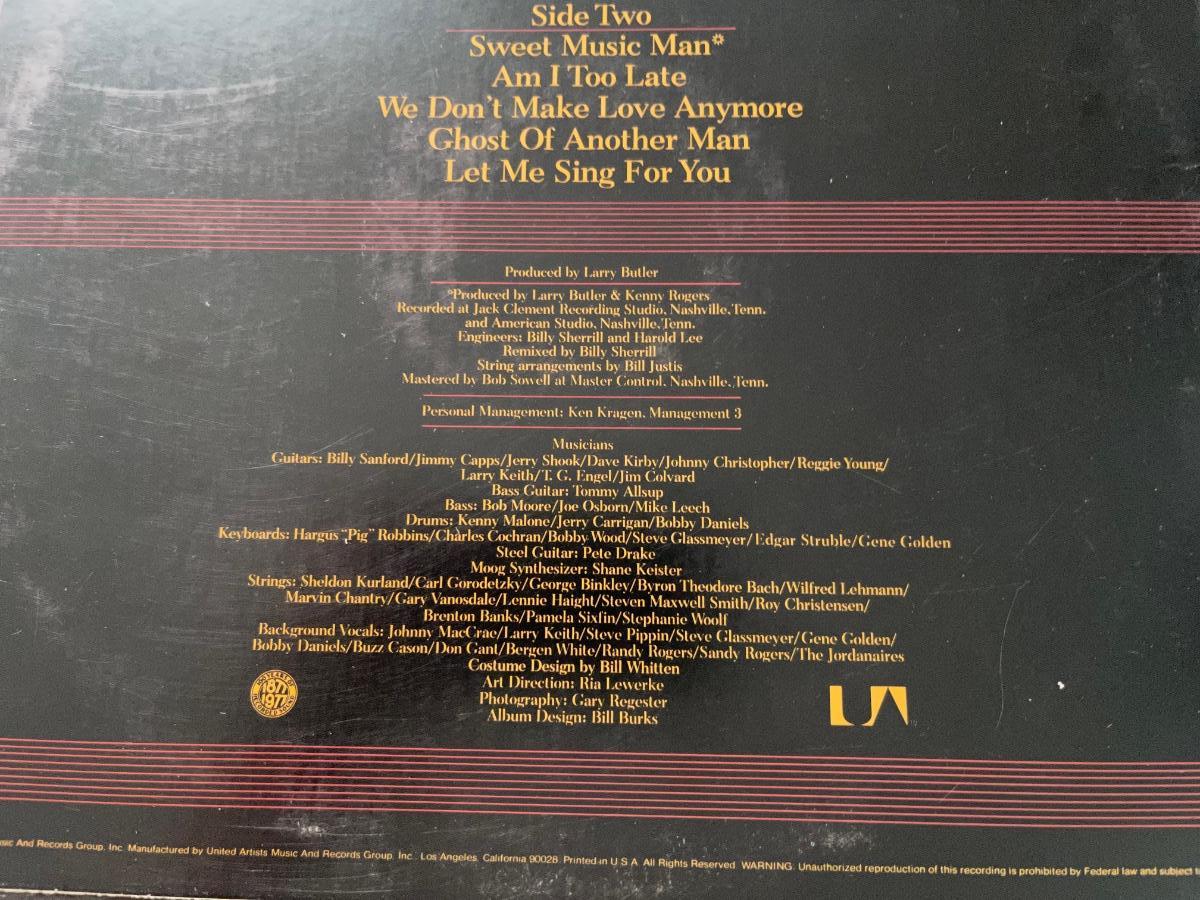 Side Two
Sweet Music Man*
Am I Too Late
We Don't Make Love Anymore
Ghost Of Another Man
Let Me Sing For You
Produced by Larry Butler
*Produced by Larry Butler & Kenny Rogers
Recorded at Jack Clement Recording Studio, Nashville, Tenn.
and American Studio, Nashville, Tenn.
Engineers: Billy Sherrill and Harold Lee
Remixed by Billy Sherrill
String arrangements by Bill Justis
Mastered by Bob Sowell at Master Control, Nashville, Tenn.
Personal Management: Ken Kragen, Management 3
Musicians
Guitars: Billy Sanford/Jimmy Capps/Jerry Shook/Dave Kirby/Johnny Christopher/Reggie Young/
Larry Keith/T. G. Engel/Jim Colvard
Bass Guitar: Tommy Allsup
Bass: Bob Moore/Joe Osborn/Mike Leech
Drums: Kenny Malone/Jerry Carrigan/Bobby Daniels
Keyboards: Hargus "Pig" Robbins/Charles Cochran/Bobby Wood/Steve Glassmeyer/Edgar Struble/Gene Golden
Steel Guitar: Pete Drake
Moog Synthesizer: Shane Keister
Strings: Sheldon Kurland/Carl Gorodetzky/George Binkley/Byron Theodore Bach/Wilfred Lehmann/
Marvin Chantry/Gary Vanosdale/Lennie Haight/Steven Maxwell Smith/Roy Christensen/
Brenton Banks/Pamela Sixfin/Stephanie Woolf
Background Vocals: Johnny MacCrae/Larry Keith/Steve Pippin/Steve Glassmeyer/Gene Golden/
Bobby Daniels/Buzz Cason/Don Gant/Bergen White/Randy Rogers/Sandy Rogers/The Jordanaires
Costume Design by Bill Whitten
Art Direction: Ria Lewerke
Photography: Gary Regester
Album Design: Bill Burks
100 YEARS OF
1877
1977
RECORDED SOUND
UA
And Records Group, Inc. Manufactured by United Artists Music And Records Group, Inc., Los Angeles, California 90028 Printed in U S A All Rights Reserved. WARNING: Unauthorized reproduction of this recording is prohibited by Federal law and subject